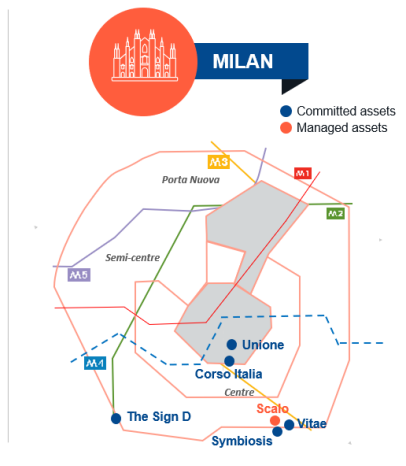 MILAN
Committed assets
Managed assets
M3
M1
Porta Nuova
M2
Semi-centre
M5
Unione
M4
Corso Italia
Centre
Scalo
The Sign D
Vitae
Symbiosis